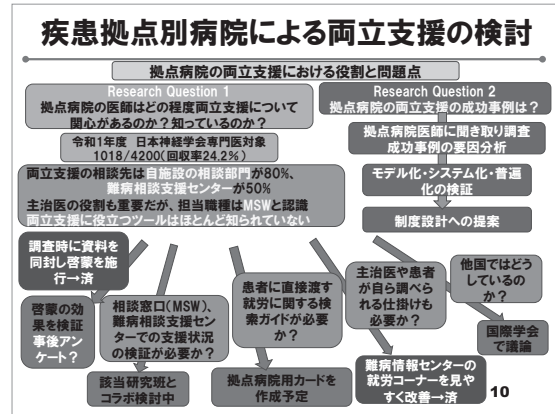 疾患拠点別病院による両立支援の検討
拠点病院の両立支援における役割と問題点
Research Question 1
拠点病院の医師はどの程度両立支援について
関心があるのか？知っているのか？
令和1年度 日本神経学会専門医対象
1018/4200(回収率24.2%)
両立支援の相談先は自施設の相談部門が80%、
難病相談支援センターが50%
主治医の役割も重要だが、担当職種はMSWと認識
両立支援に役立つツールはほとんど知られていない
Research Question 2
拠点病院の両立支援の成功事例は？
拠点病院医師に聞き取り調査
成功事例の要因分析
モデル化・システム化・普遍
化の検証
制度設計への提案
調査時に資料を
同封し啓蒙を施
行→済
啓蒙の効
果を検証
事後アン
ケート？
相談窓口(MSW)、
難病相談支援セン
ターでの支援状
況の検証が必要か？
該当研究班と
コラボ検討中
患者に直接渡す
就労に関する検
索ガイドが必要
か？
拠点病院用カードを
作成予定
主治医や患者
が自ら調べら
れる仕掛けも
必要か？
難病情報センターの
就労コーナーを見や
すく改善→済
他国ではどう
しているの
か？
国際学会
で議論
10